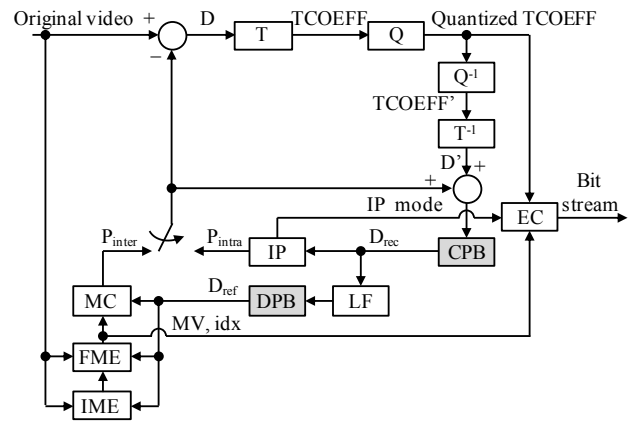 Original video
+
D
T
TCOEFF
Q
Quantized TCOEFF
−
Q-1
TCOEFF’
T-1
D’
+
+
IP mode
EC
Bit
stream
Pinter
Pintra
IP
Drec
CPB
MC
Dref
DPB
LF
MV, idx
FME
IME